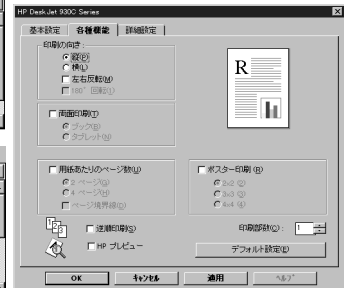 HP DeskJet 930C Series
基本設定 各種機能 詳細設定
印刷の向き:
縦(P)
横(L)
左右反転(M)
180° 回転(1)
両面印刷(T)
ブック(B)
タブレット(H)
用紙あたりのページ数(U)
2 ページ(G)
4 ページ(Y)
ページ境界線(D)
ポスター印刷(R)
2x2 (2)
3x3 (3)
4x4 (4)
逆順印刷(S)
HP プレビュー
印刷部数(C): 1
デフォルト設定(E)
OK キャンセル 適用 ヘルプ
R
1
2
3